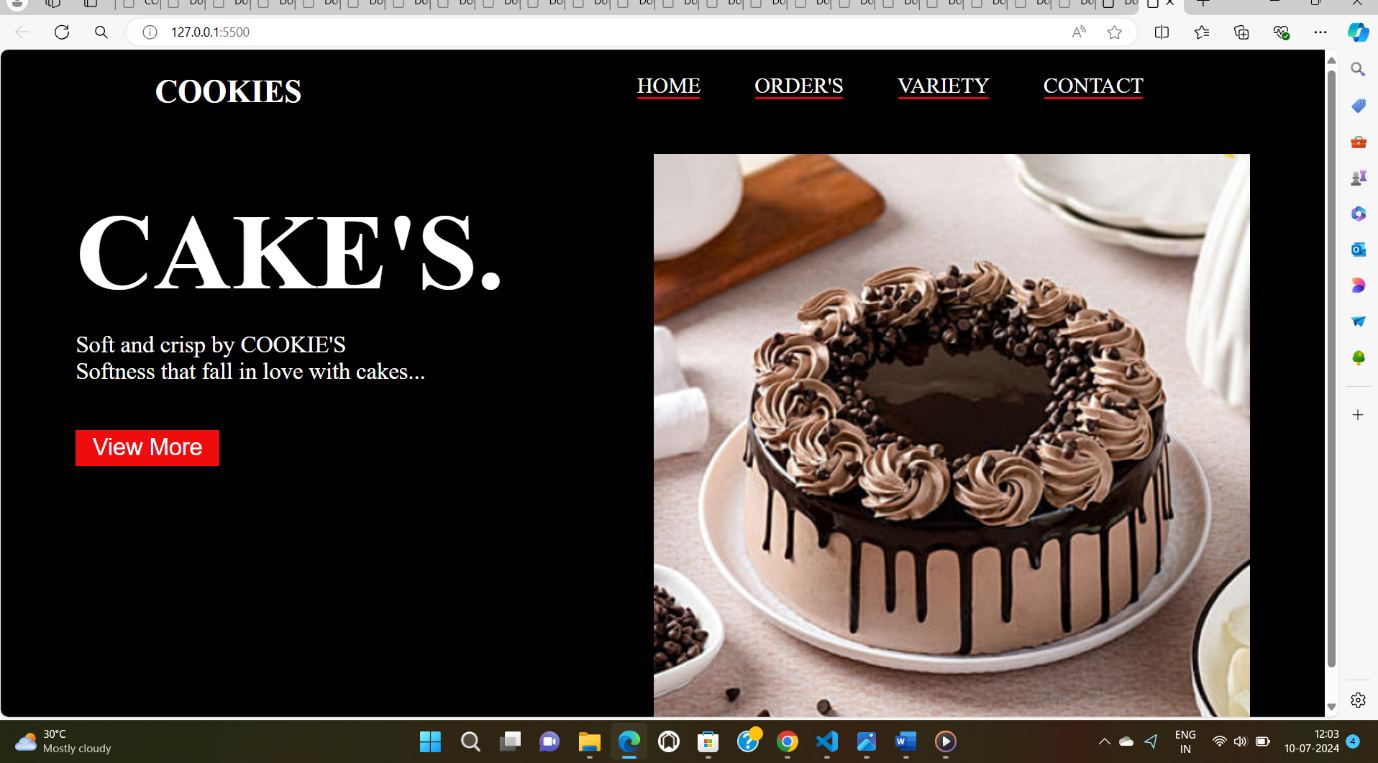 127.0.0.1:5500
COOKIES
HOME ORDER'S VARIETY CONTACT
CAKE'S.
Soft and crisp by COOKIE'S
Softness that fall in love with cakes...
View More
30°C
Mostly cloudy
ENG
IN
12:03
10-07-2024
4